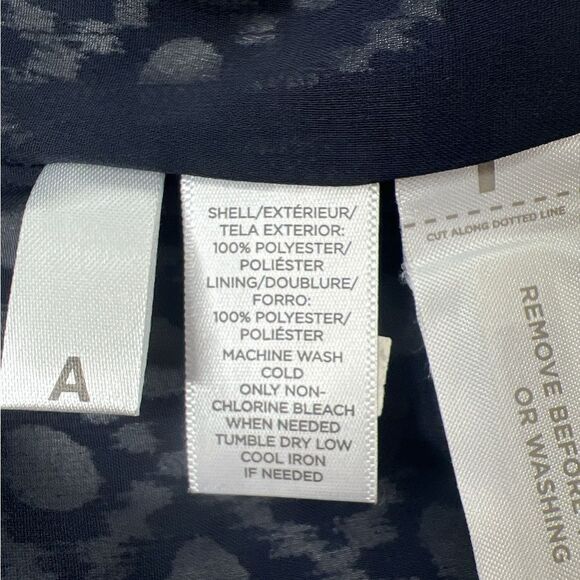 A
SHELL/EXTÉRIEUR/
TELA EXTERIOR:
100% POLYESTER/
POLIÉSTER
LINING/DOUBLURE/
FORRO:
100% POLYESTER/
POLIÉSTER
MACHINE WASH
COLD
ONLY NON-
CHLORINE BLEACH
WHEN NEEDED
TUMBLE DRY LOW
COOL IRON
IF NEEDED
CUT ALONG DOTTED LINE
REMOVE BEFORE
OR WASHING